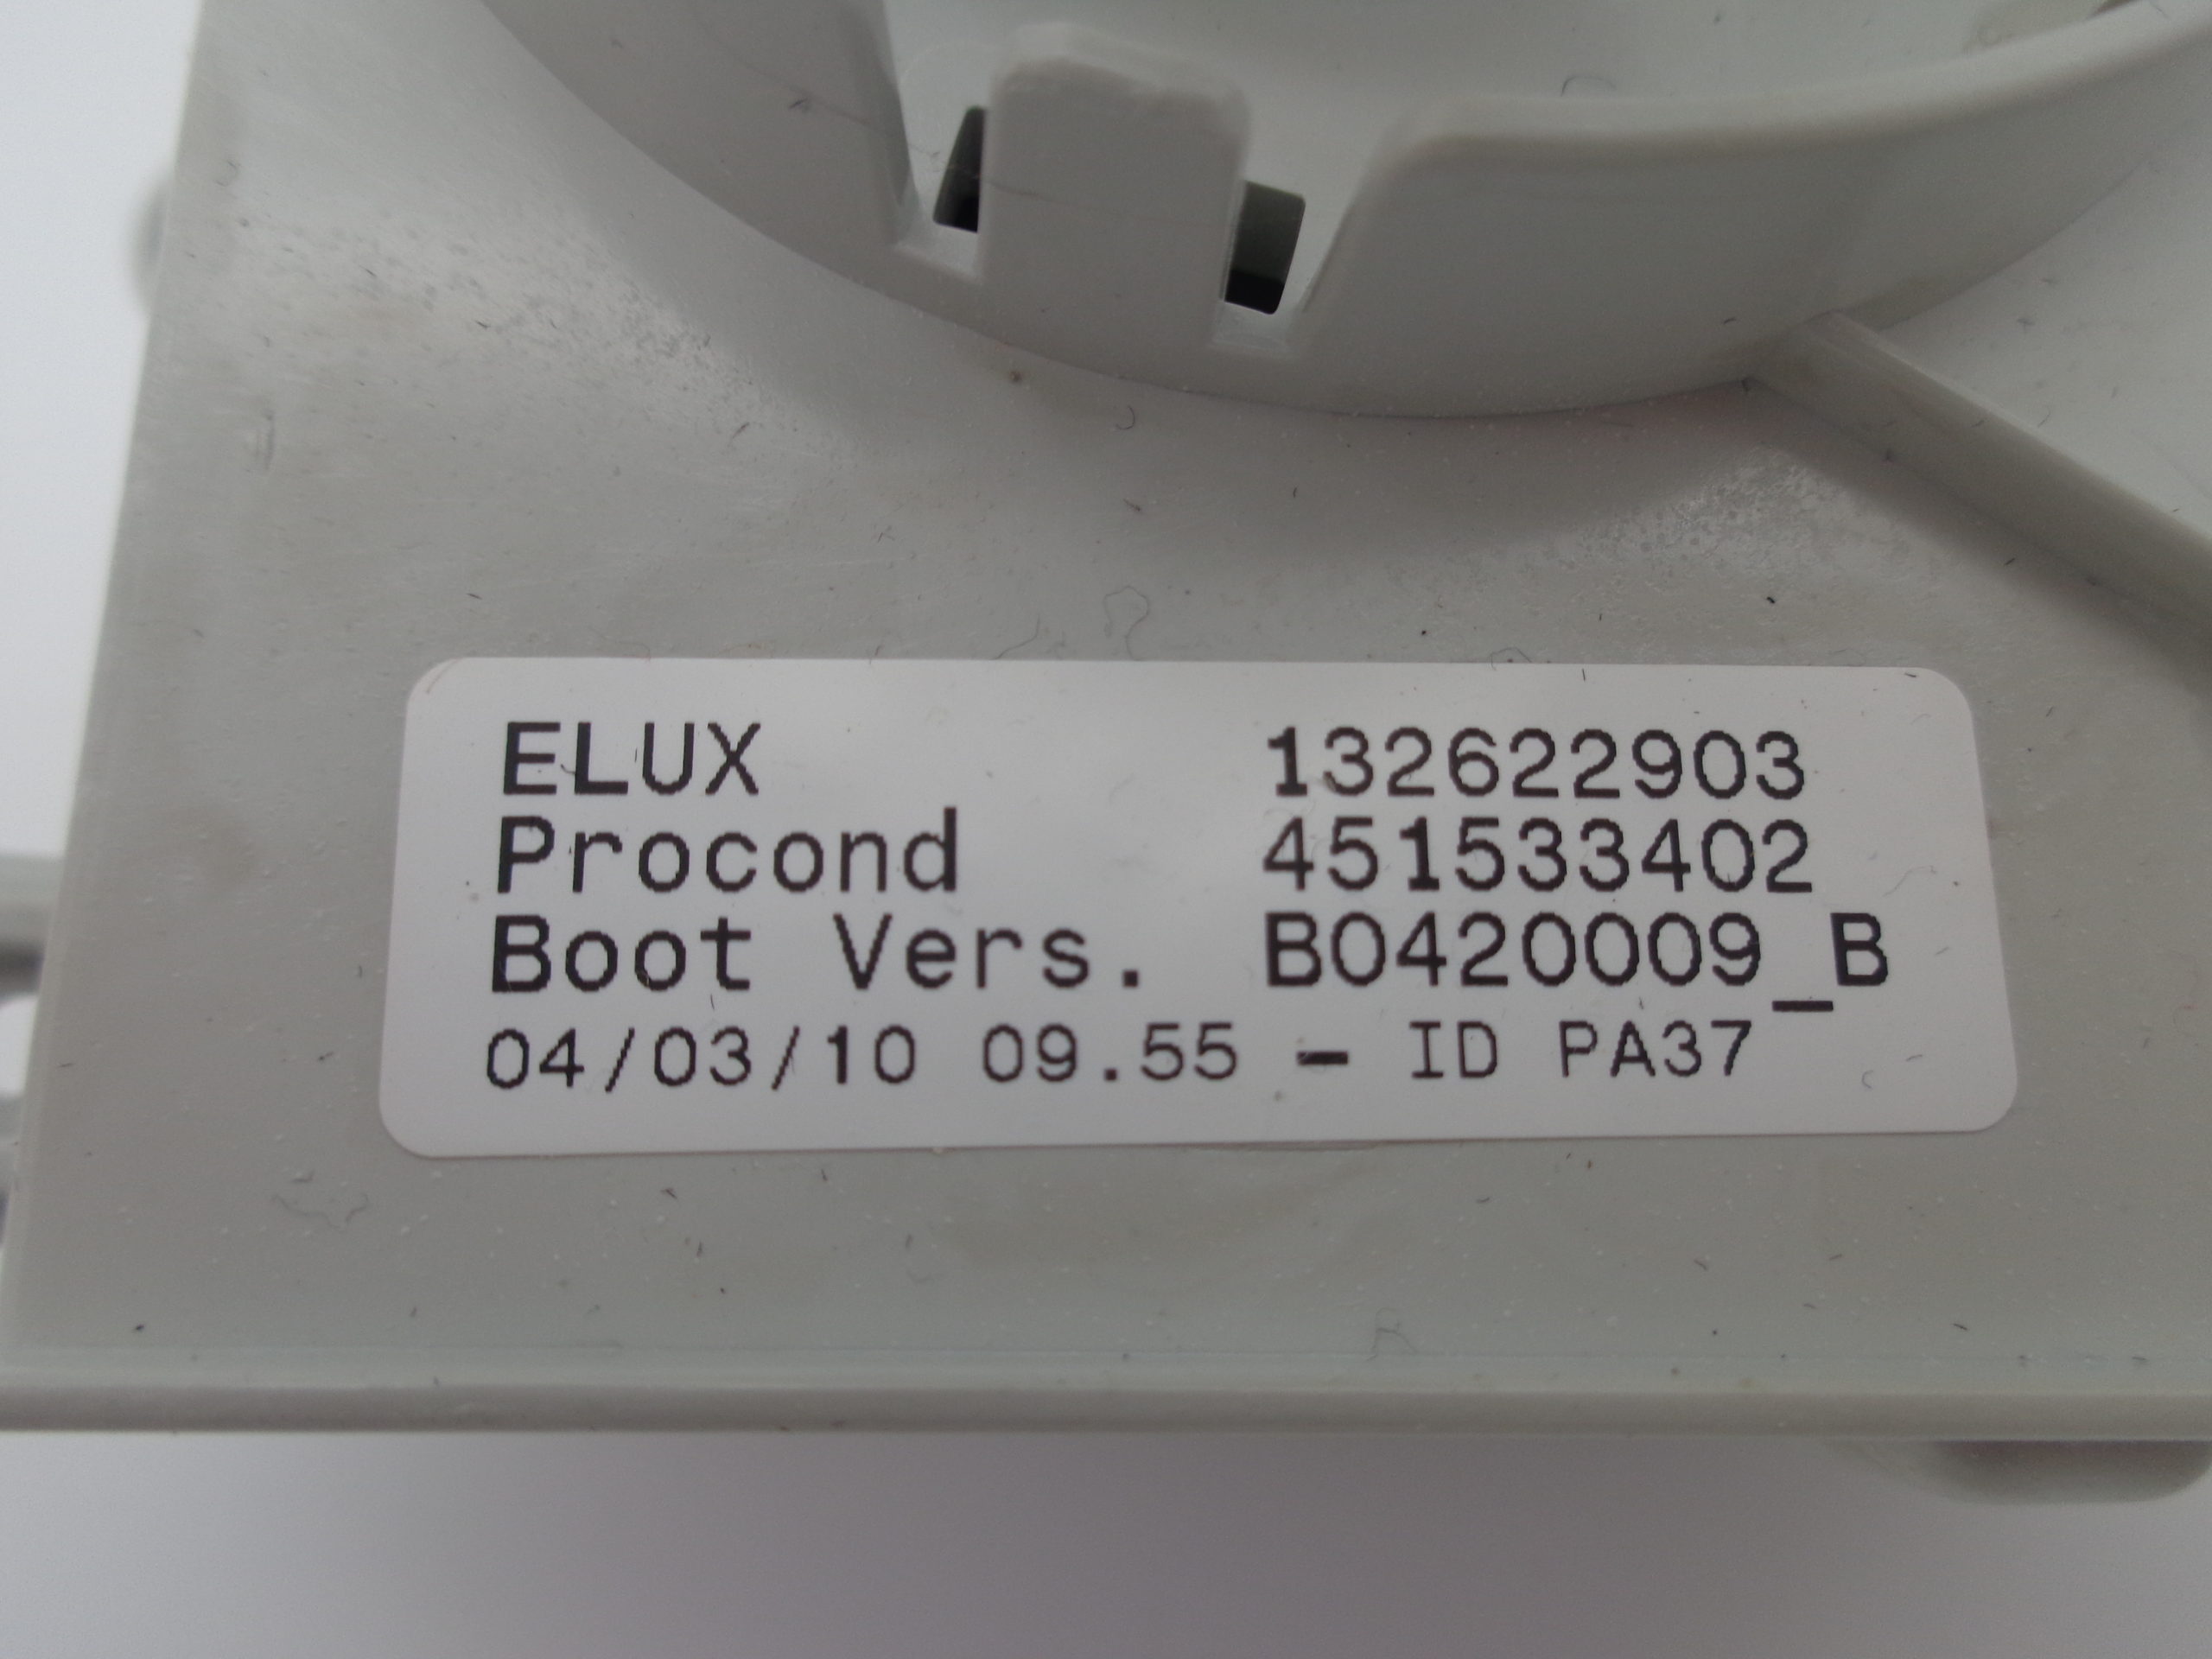 ELUX 132622903
Procond 451533402
Boot Vers. B0420009_B
04/03/10 09.55 - ID PA37